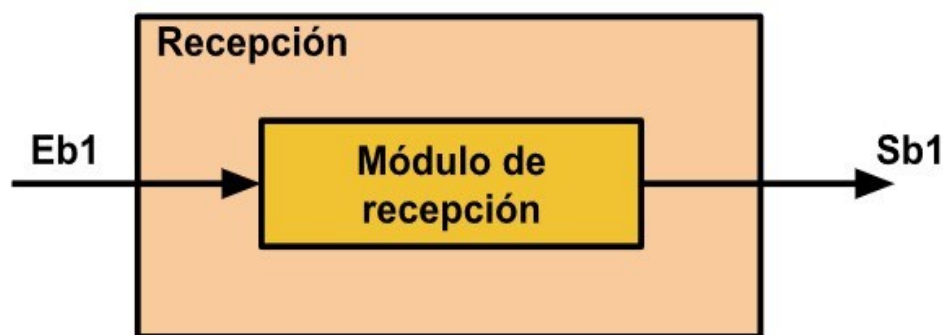 Recepción
Eb1
Sb1
Módulo de
recepción